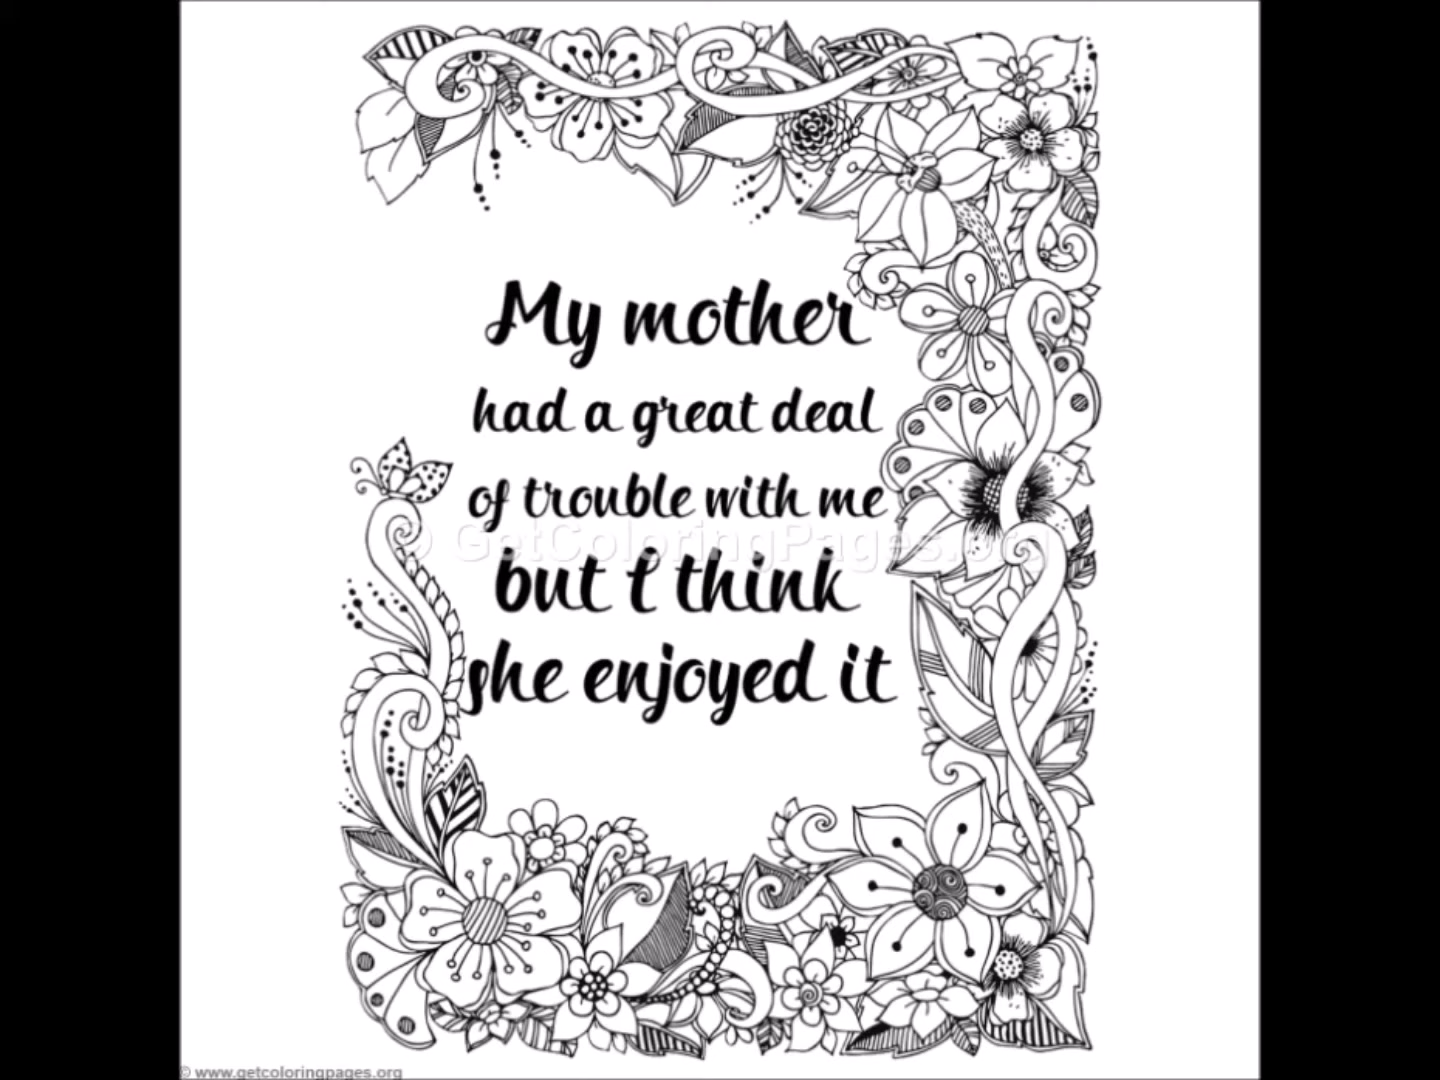 My mother
had a great deal
of trouble with me
© GetColoringPages.org
but I think
she enjoyed it
© www.getcoloringpages.org